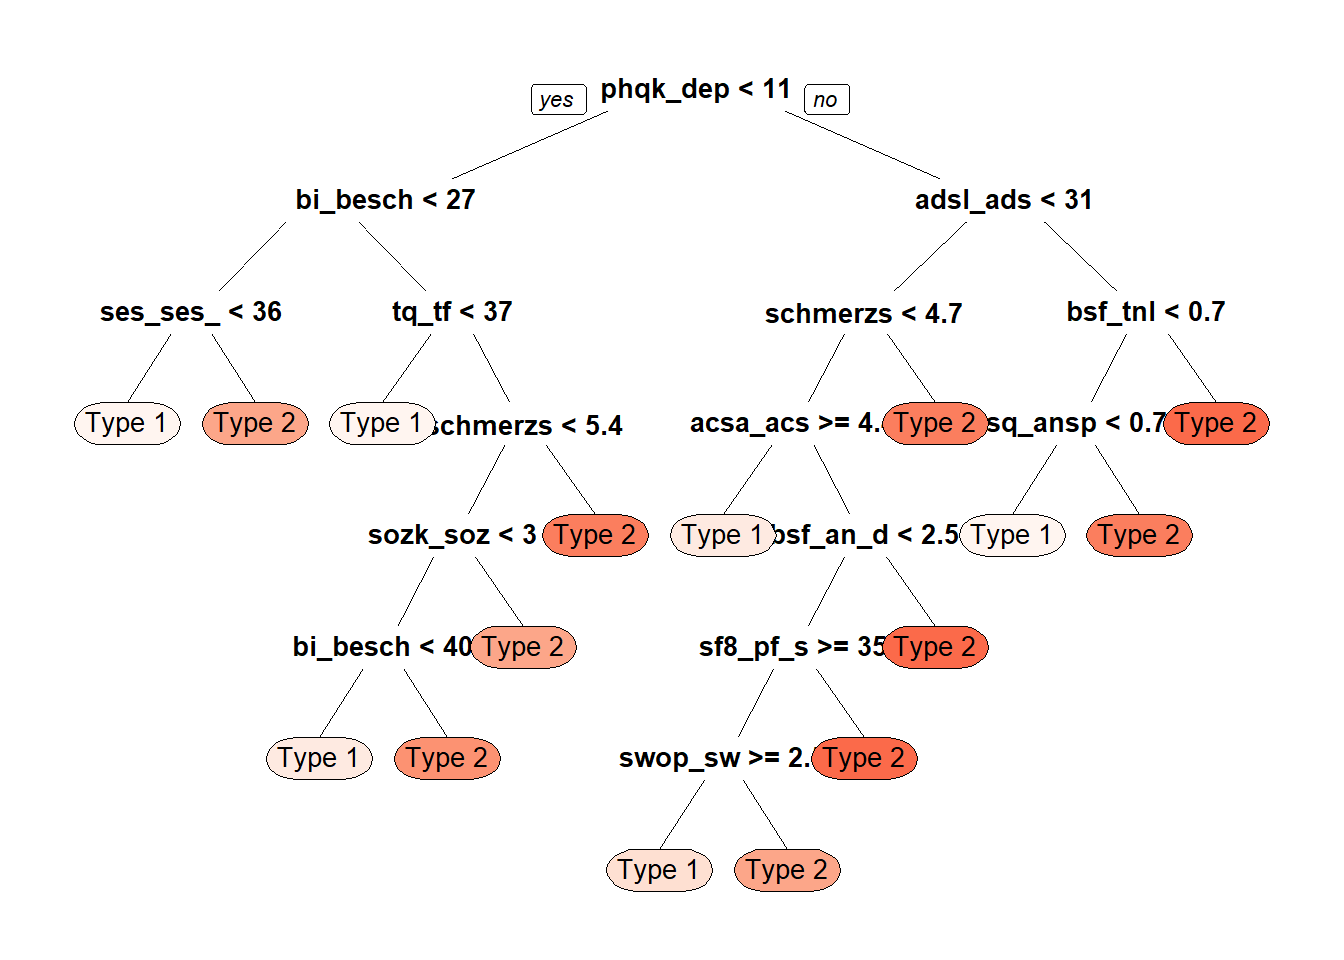 phqk_dep < 11
yes
no
bi_besch < 27
adsl_ads < 31
ses_ses_ < 36
tq_tf < 37
schmerzs < 4.7
bsf_tnl < 0.7
Type 1
Type 2
Type 1
schmerzs < 5.4
acsa_acs >= 4.
Type 2
sq_ansp < 0.7
Type 2
sozk_soz < 3
Type 2
Type 1
bsf_an_d < 2.5
Type 1
Type 2
bi_besch < 40
Type 2
sf8_pf_s >= 35
Type 2
Type 1
Type 2
swop_sw >= 2.
Type 2
Type 1
Type 2